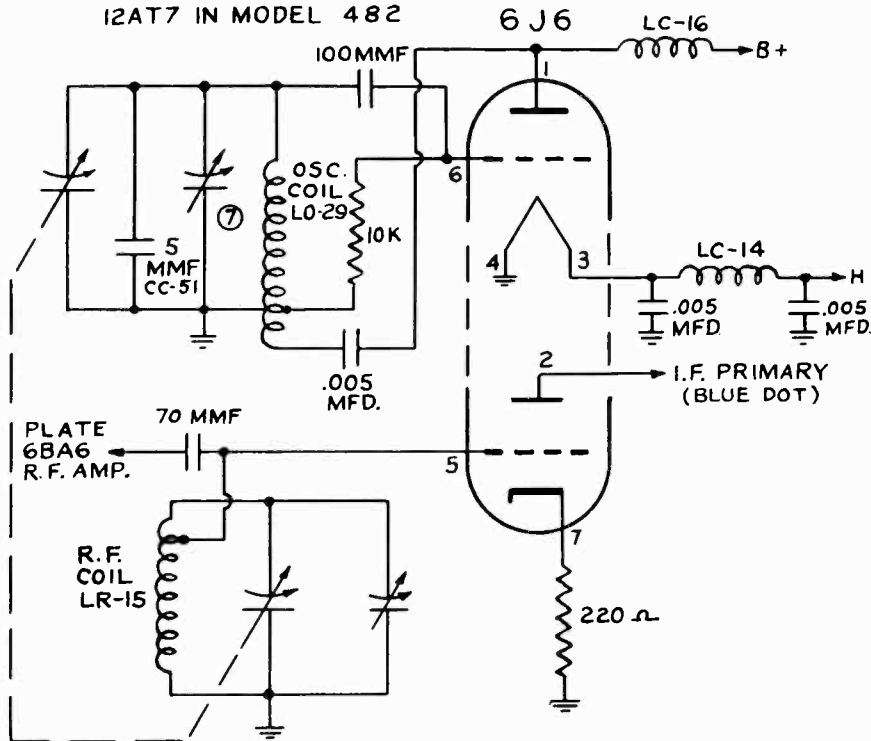 12AT7 IN MODEL 482
6J6
LC-16
B+
100MMF
1
6
OSC.
COIL
LO-29
7
10K
5
MMF
CC-51
4
3
LC-14
H
.005
MFD.
.005
MFD.
.005
MFD.
2
I.F. PRIMARY
(BLUE DOT)
70 MMF
PLATE
6BA6
R.F. AMP.
5
7
R.F.
COIL
LR-15
220 Ω